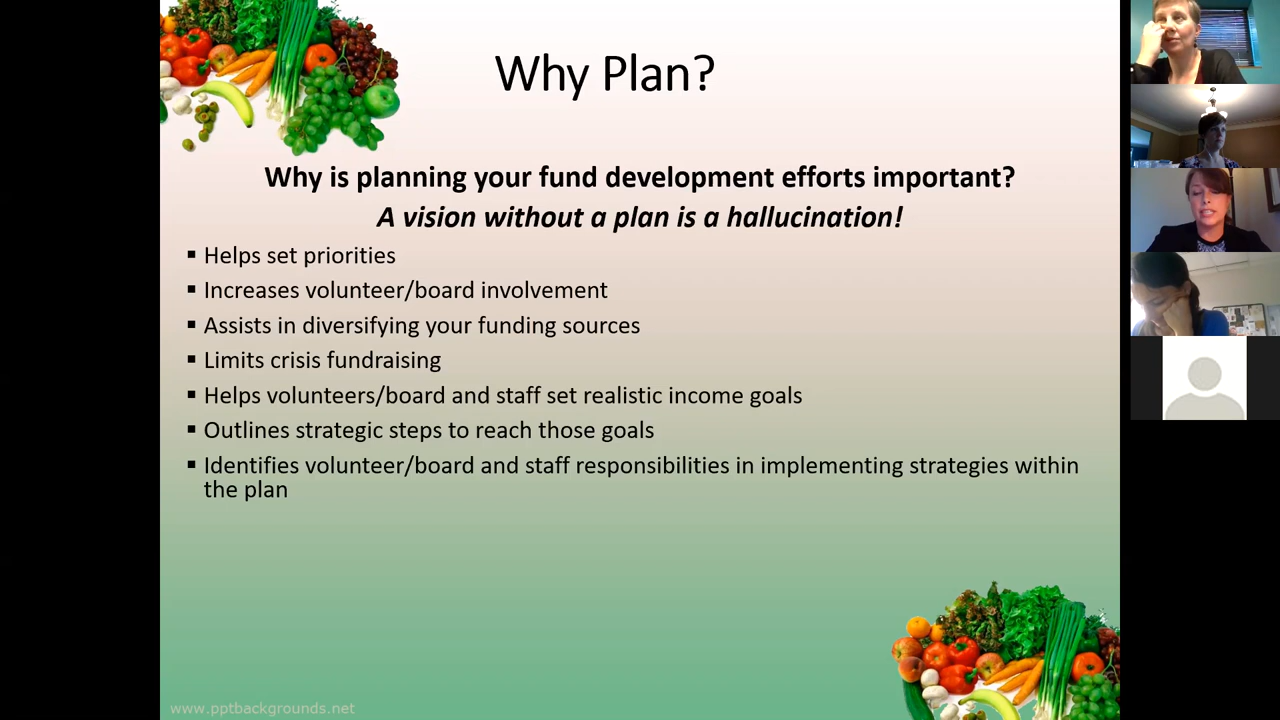 Why Plan?
Why is planning your fund development efforts important?
A vision without a plan is a hallucination!
▪ Helps set priorities
▪ Increases volunteer/board involvement
▪ Assists in diversifying your funding sources
▪ Limits crisis fundraising
▪ Helps volunteers/board and staff set realistic income goals
▪ Outlines strategic steps to reach those goals
▪ Identifies volunteer/board and staff responsibilities in implementing strategies within
the plan
www.pptbackgrounds.net